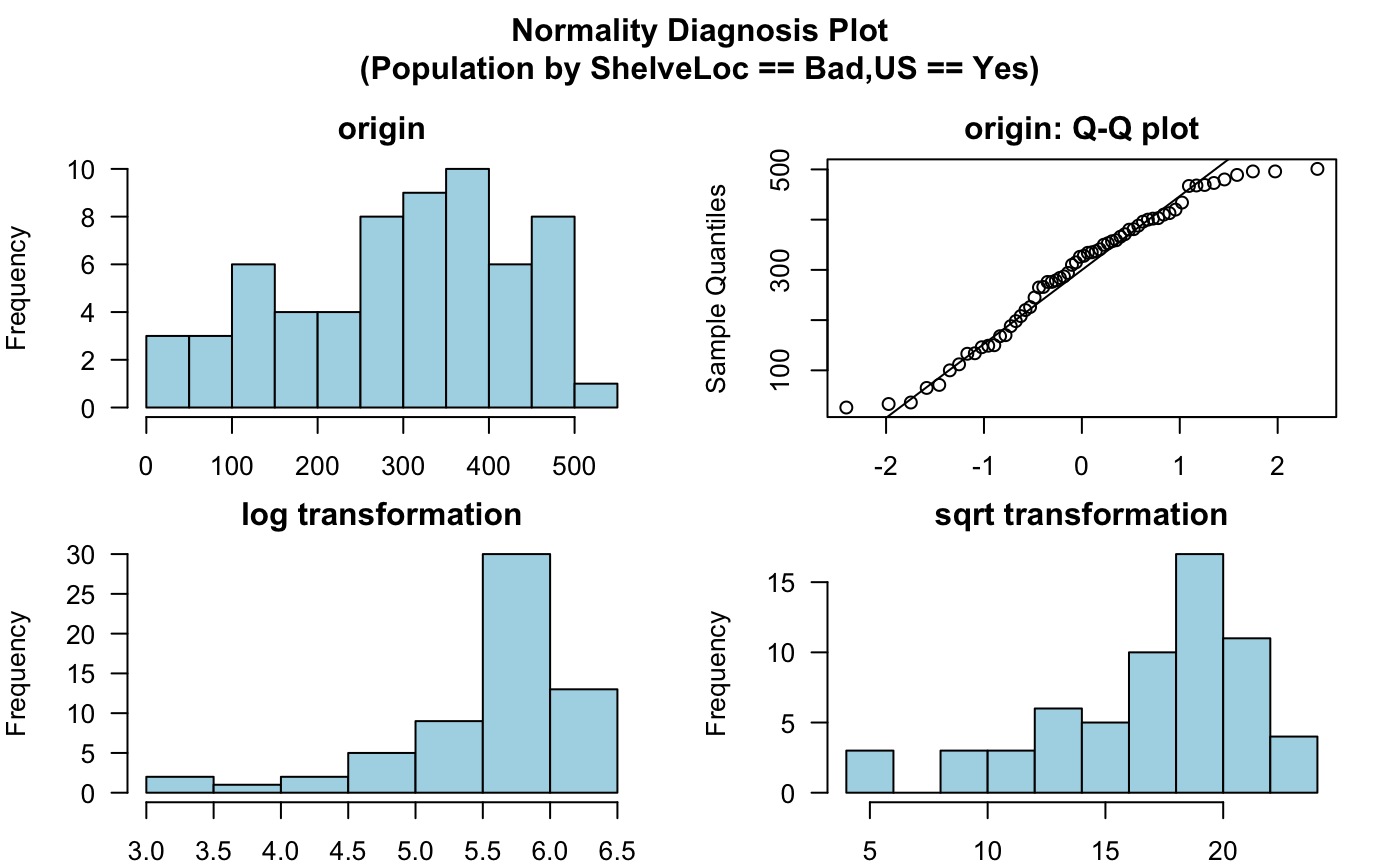 Normality Diagnosis Plot
(Population by ShelveLoc == Bad,US == Yes)
origin
Frequency
10
8
6
4
2
0
0 100 200 300 400 500
origin: Q-Q plot
Sample Quantiles
500
300
100
-2 -1 0 1 2
log transformation
Frequency
30
25
20
15
10
5
0
3.0 3.5 4.0 4.5 5.0 5.5 6.0 6.5
sqrt transformation
Frequency
15
10
5
0
5 10 15 20